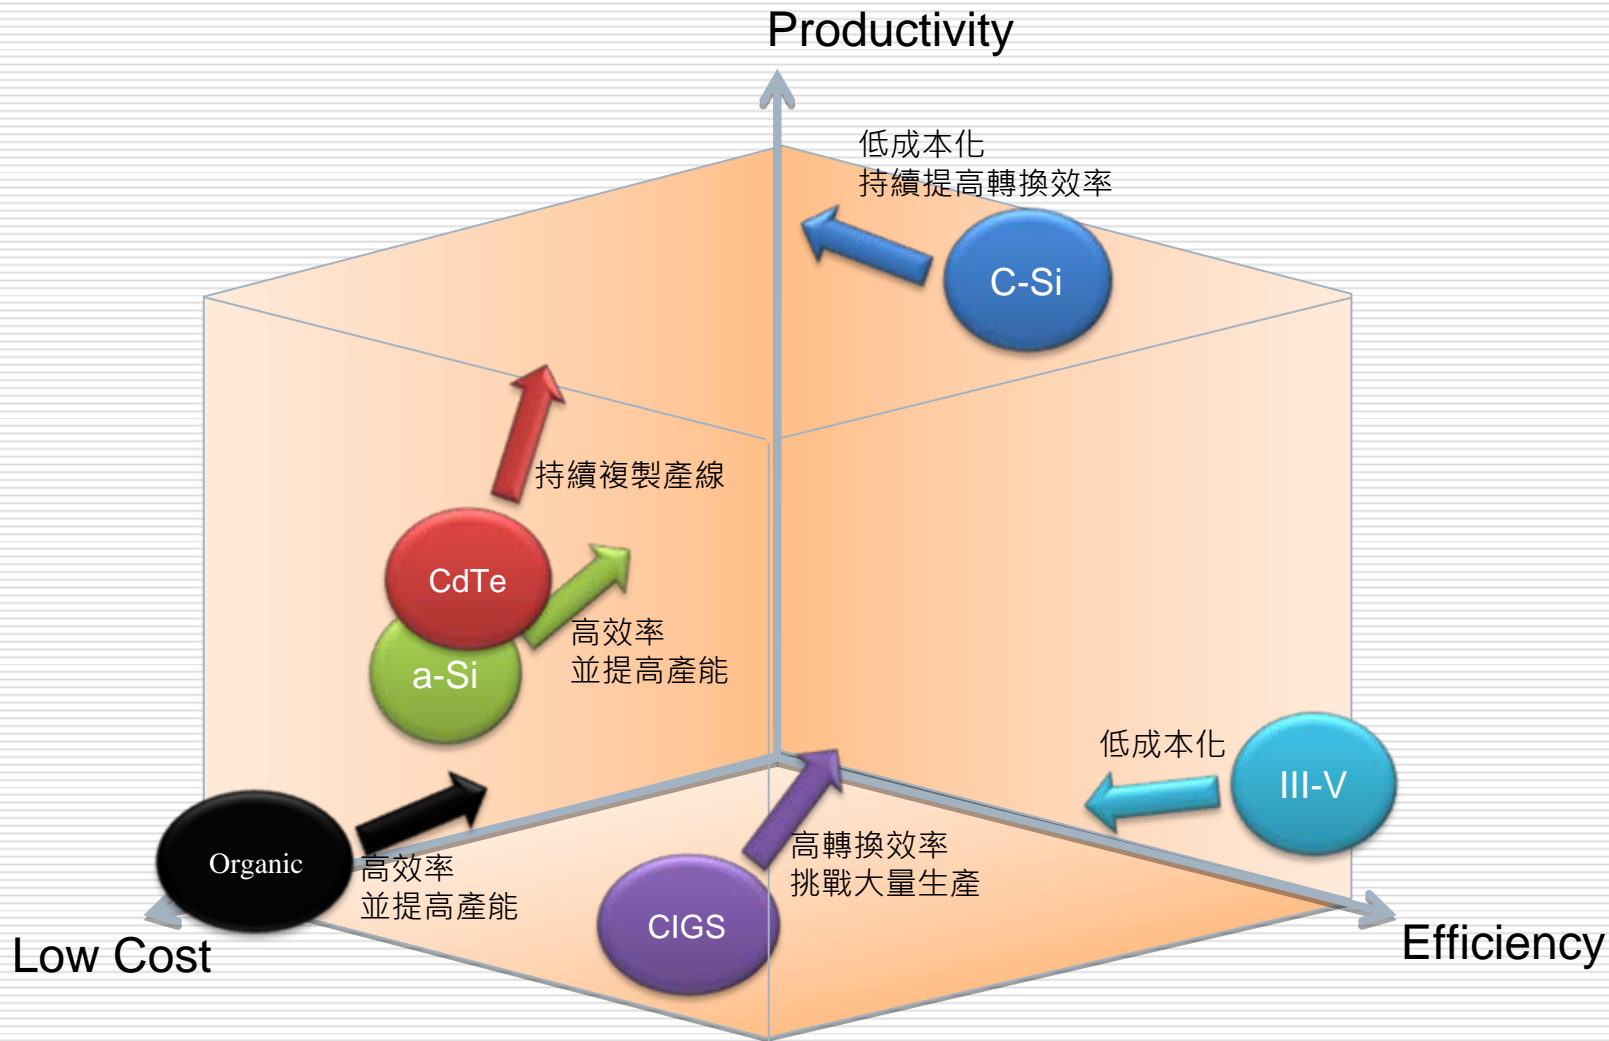 Productivity
低成本化
持續提高轉換效率
C-Si
持續複製產線
CdTe
高效率
並提高產能
a-Si
低成本化
III-V
Organic
高效率
並提高產能
高轉換效率
挑戰大量生產
CIGS
Low Cost
Efficiency